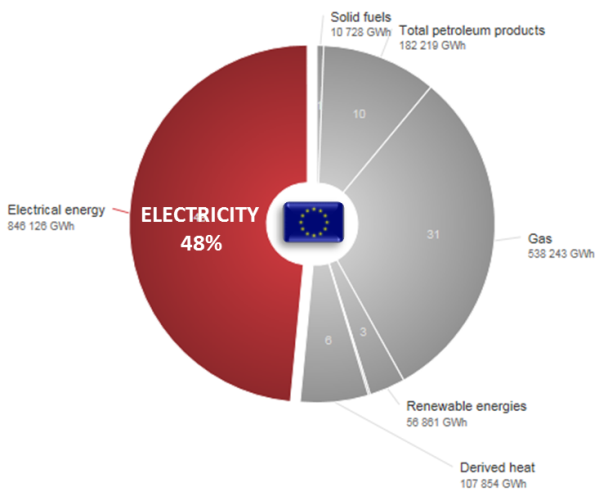 Solid fuels
10 728 GWh
Total petroleum products
182 219 GWh
10
Electrical energy
846 126 GWh
ELECTRICITY
48%
31
Gas
538 243 GWh
6
3
Renewable energies
56 861 GWh
Derived heat
107 854 GWh